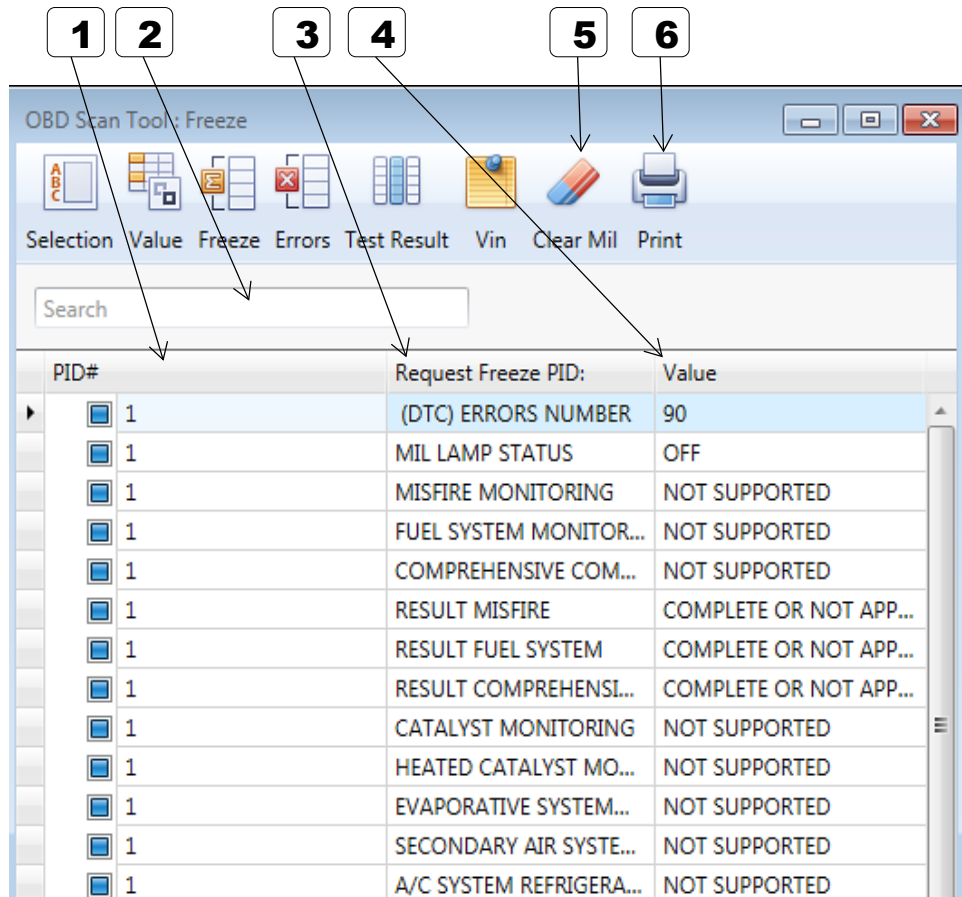 1 2 3 4 5 6
OBD Scan Tool : Freeze
A
B
C
Selection Value Freeze Errors Test Result Vin Clear Mil Print
Search
PID# Request Freeze PID: Value
1 (DTC) ERRORS NUMBER 90
1 MIL LAMP STATUS OFF
1 MISFIRE MONITORING NOT SUPPORTED
1 FUEL SYSTEM MONITOR... NOT SUPPORTED
1 COMPREHENSIVE COM... NOT SUPPORTED
1 RESULT MISFIRE COMPLETE OR NOT APP...
1 RESULT FUEL SYSTEM COMPLETE OR NOT APP...
1 RESULT COMPREHENSI... COMPLETE OR NOT APP...
1 CATALYST MONITORING NOT SUPPORTED
1 HEATED CATALYST MO... NOT SUPPORTED
1 EVAPORATIVE SYSTEM... NOT SUPPORTED
1 SECONDARY AIR SYSTE... NOT SUPPORTED
1 A/C SYSTEM REFRIGERA... NOT SUPPORTED